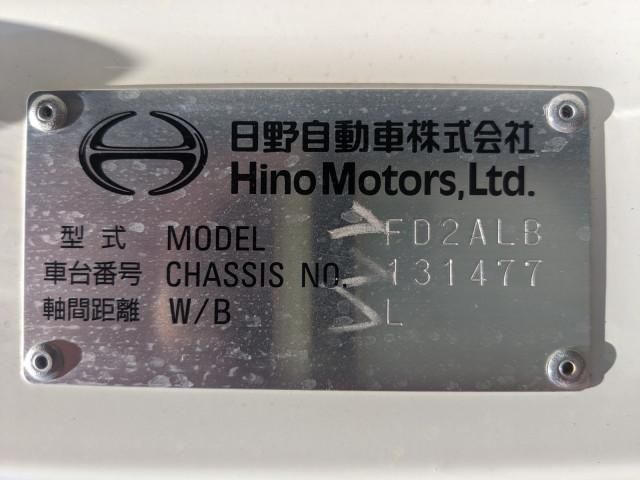 日野自動車株式会社
Hino Motors, Ltd.
型式 MODEL FD2ALB
車台番号 CHASSIS NO. 131477
軸間距離 W/B L